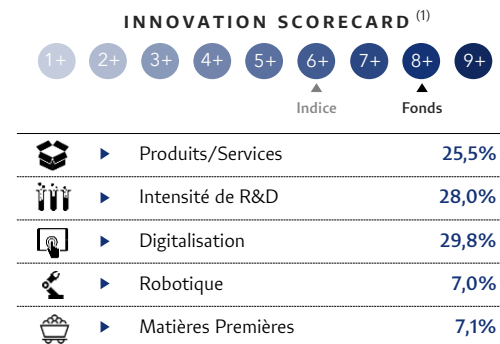 INNOVATION SCORECARD (1)
1+ 2+ 3+ 4+ 5+ 6+ 7+ 8+ 9+
Indice Fonds
Produits/Services 25,5%
Intensité de R&D 28,0%
Digitalisation 29,8%
Robotique 7,0%
Matières Premières 7,1%